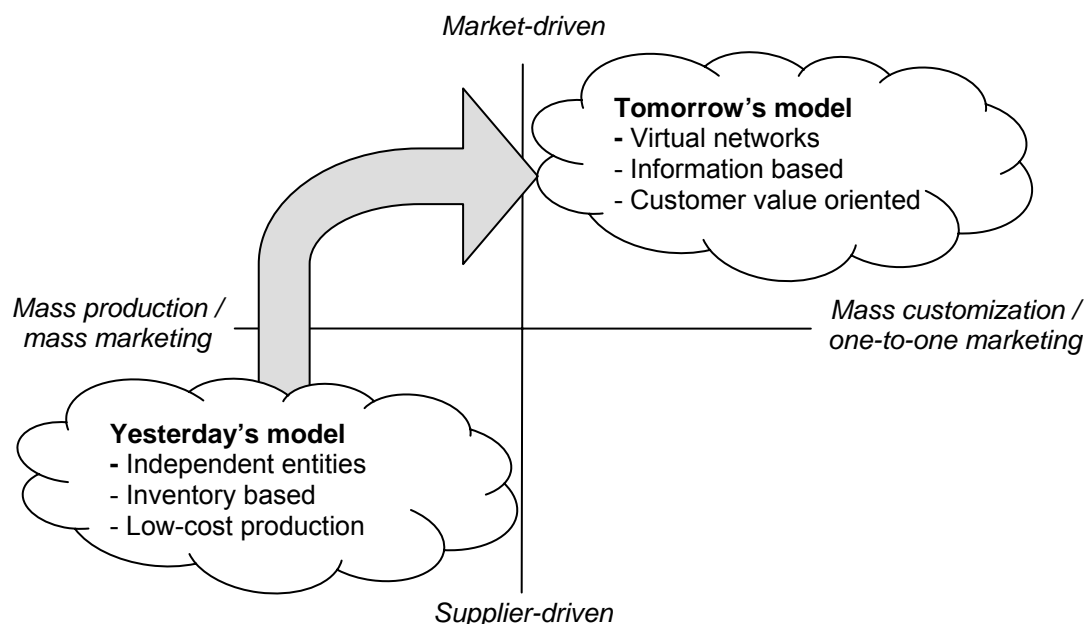 Market-driven
Tomorrow's model
- Virtual networks
- Information based
- Customer value oriented
Mass production /
mass marketing
Mass customization /
one-to-one marketing
Yesterday's model
- Independent entities
- Inventory based
- Low-cost production
Supplier-driven